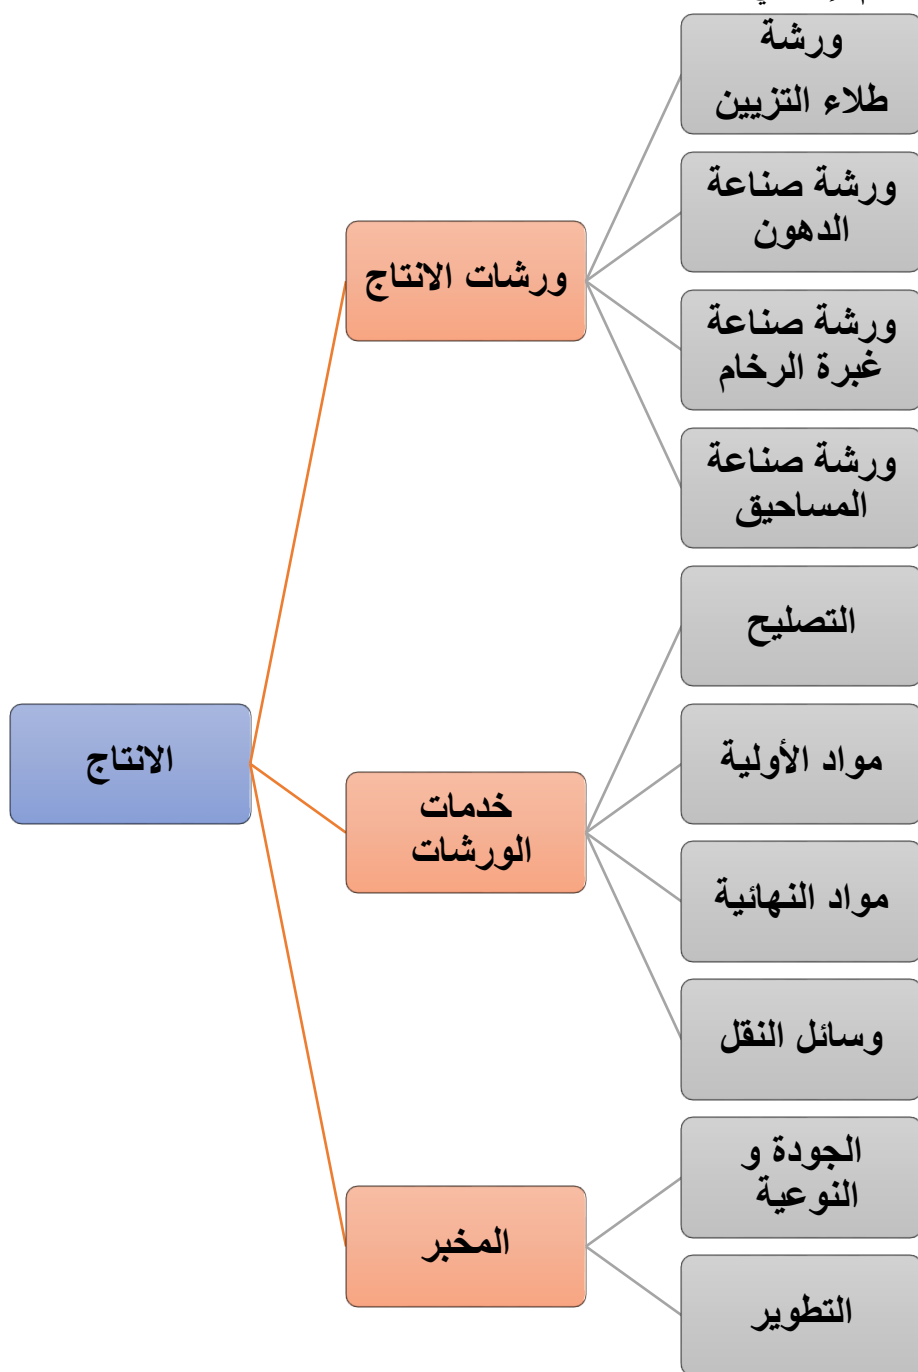 ورشة
طلاء التزيين
ورشة صناعة
الدهون
ورشات الانتاج
ورشة صناعة
غبرة الرخام
ورشة صناعة
المساحيق
التصليح
الانتاج
مواد الأولية
خدمات
الورشات
مواد النهائية
وسائل النقل
الجودة و
النوعية
المخبر
التطوير